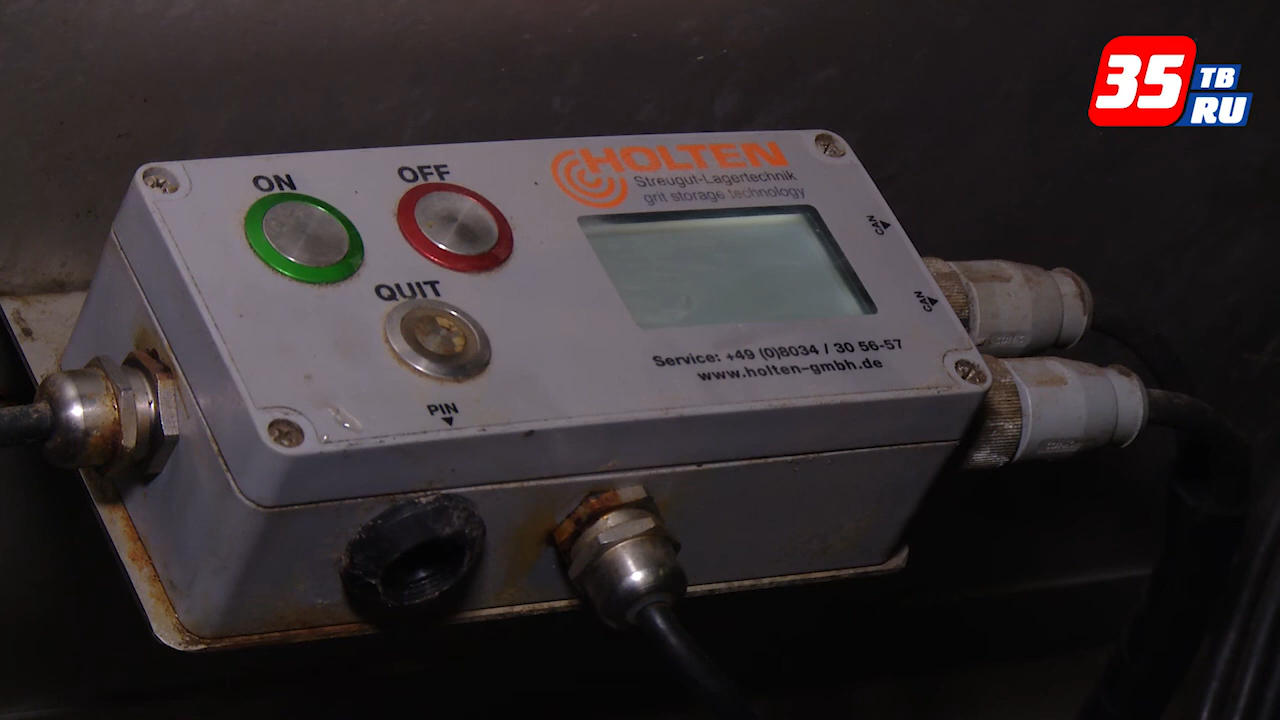 35 ТВ
RU
HOLTEN
Streugut-Lagertechnik
grit storage technology
ON
OFF
QUIT
CAN
CAN
Service: +49 (0)8034 / 30 56-57
www.holten-gmbh.de
PIN